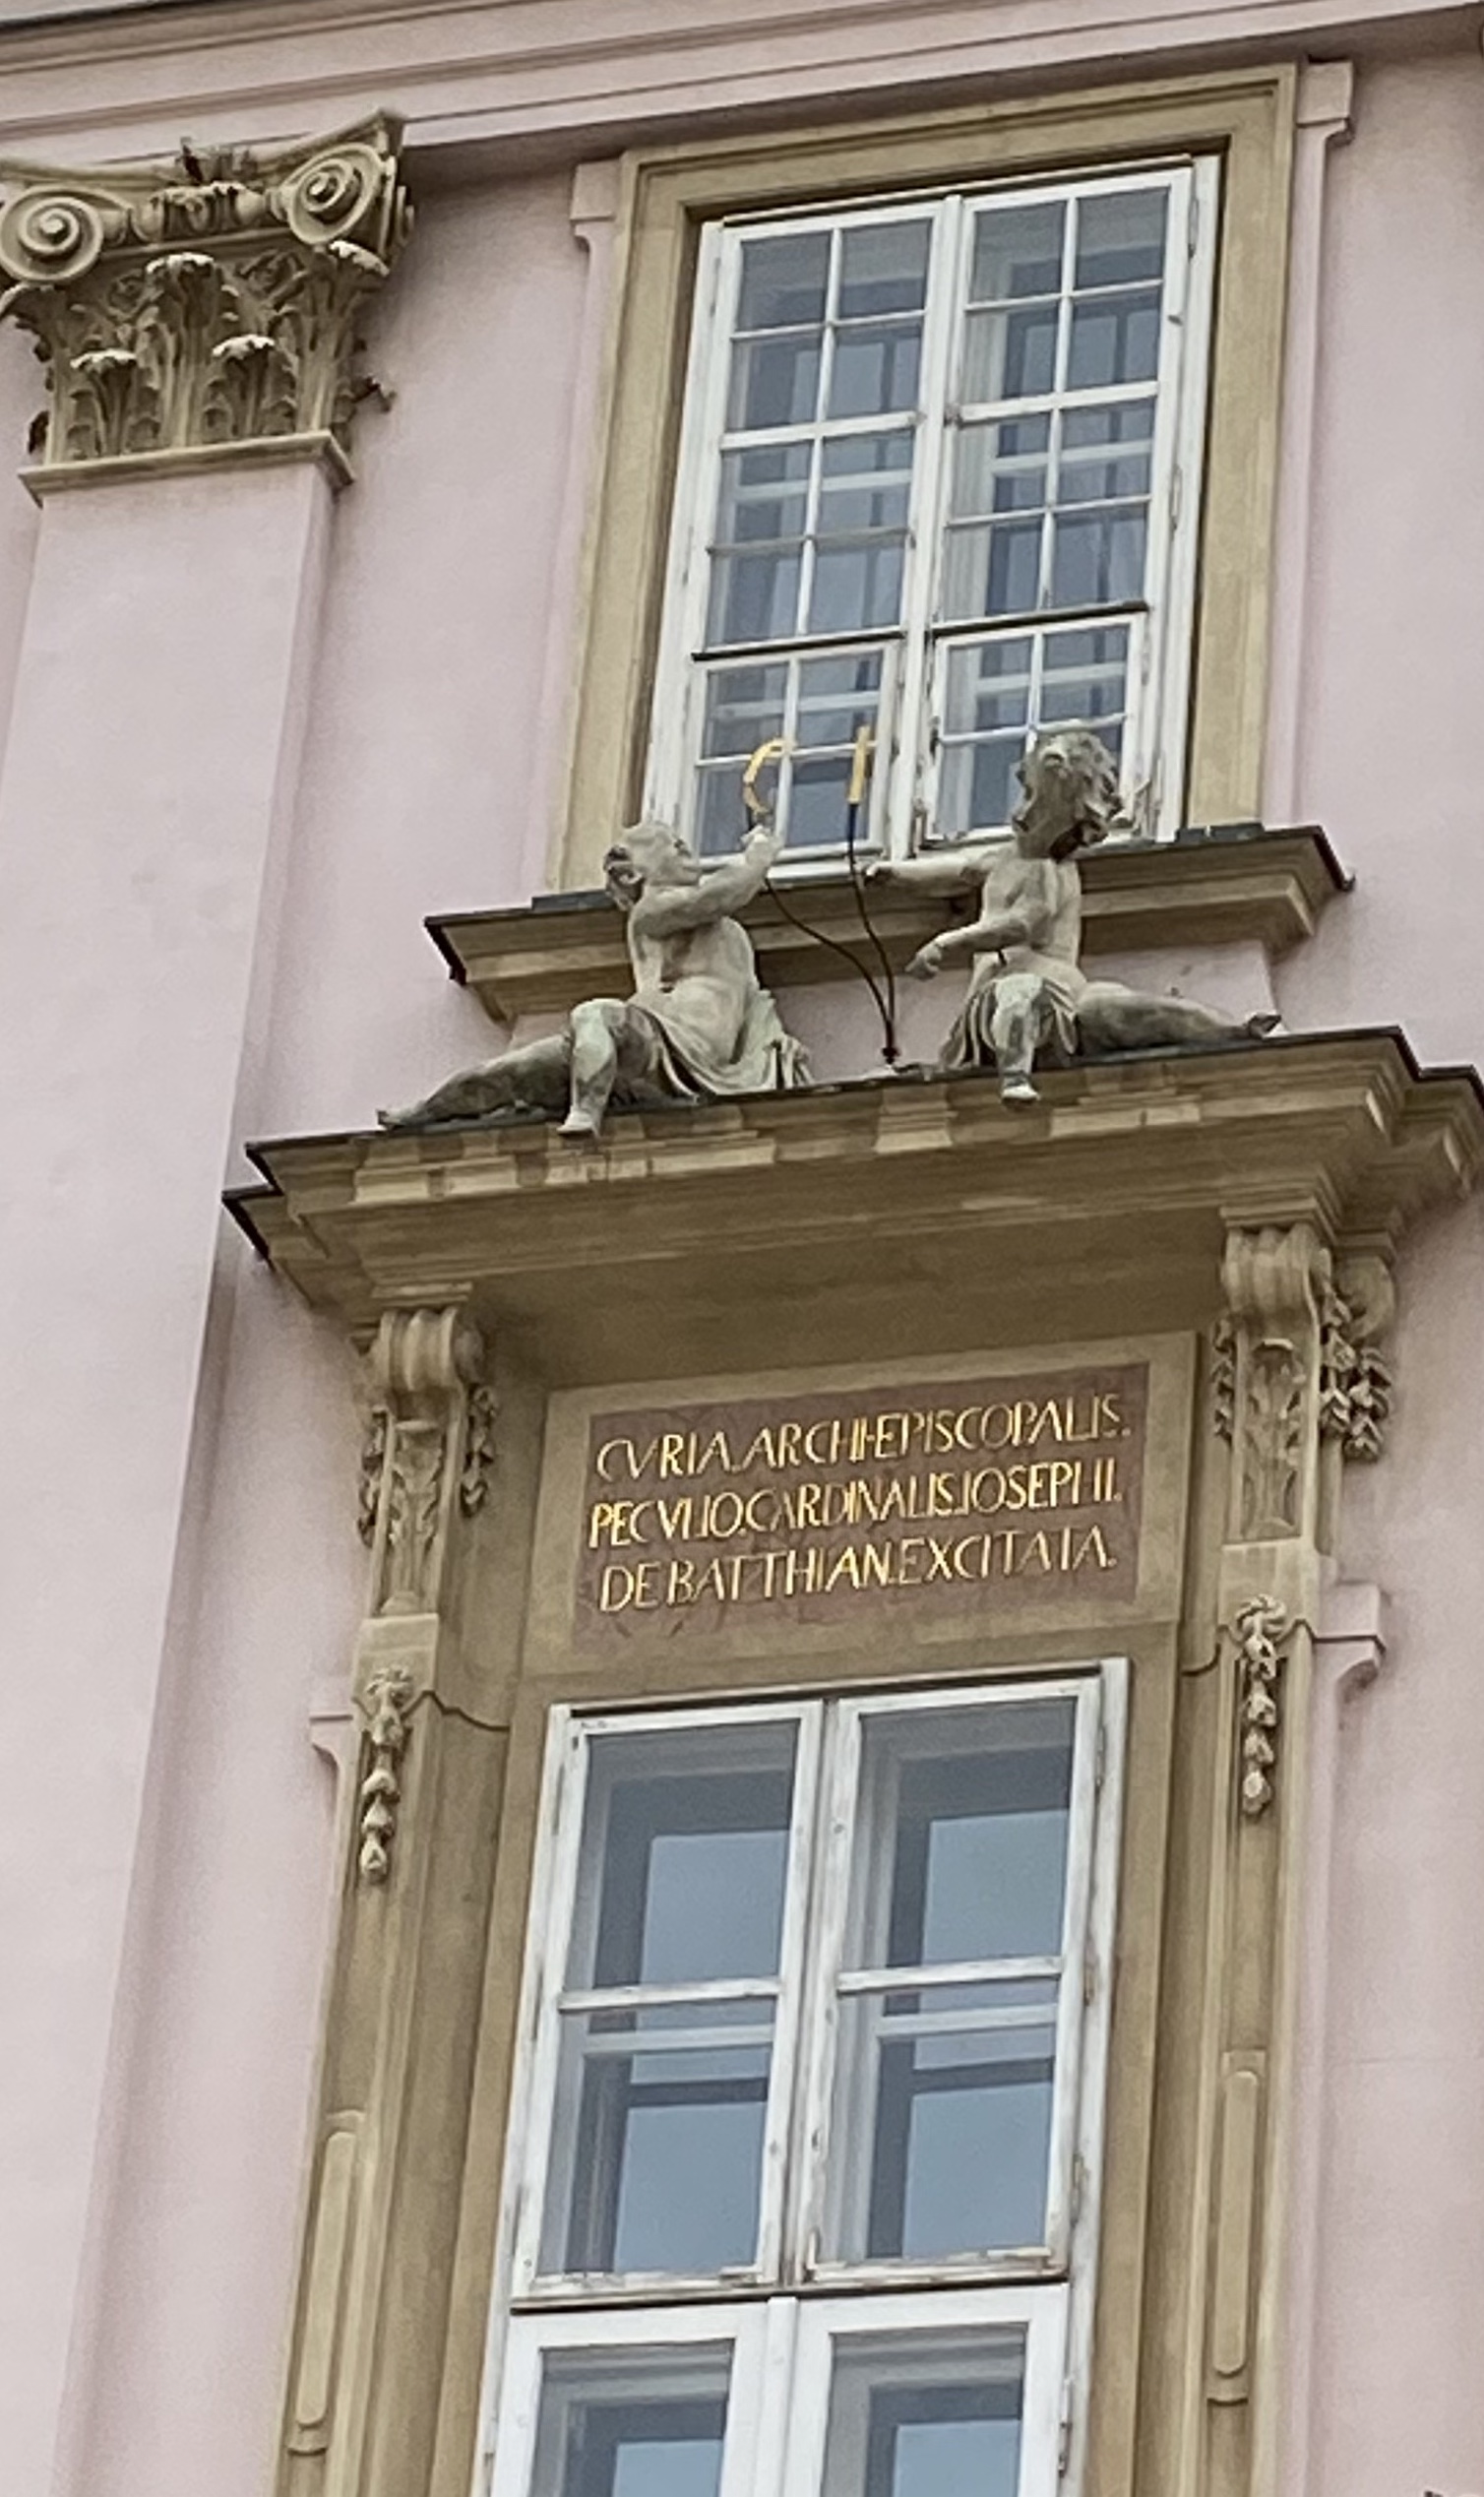 C I
CVRIA.ARCHI-EPISCOPALIS.
PECVLIO.CARDINALIS.IOSEPHI.
DE BATTHIAN.EXCITATA.